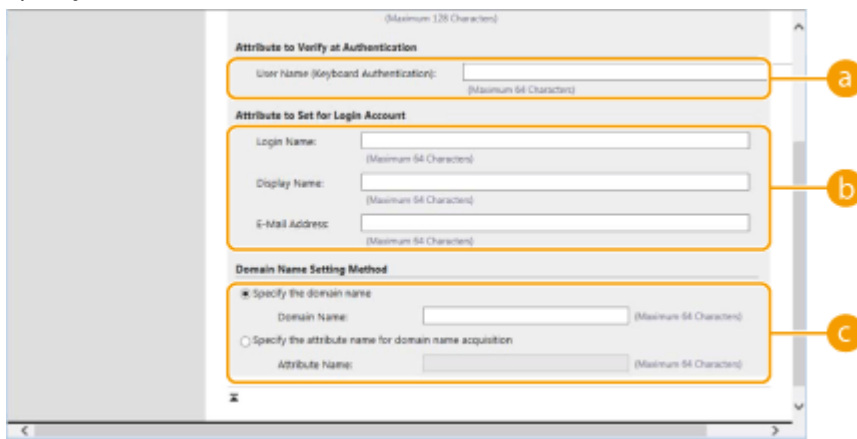 (Maximum 128 Characters)
Attribute to Verify at Authentication
User Name (Keyboard Authentication):
(Maximum 64 Characters)
a
Attribute to Set for Login Account
Login Name:
(Maximum 64 Characters)
Display Name:
(Maximum 64 Characters)
b
E-Mail Address:
(Maximum 64 Characters)
Domain Name Setting Method
Specify the domain name
Domain Name: (Maximum 64 Characters)
c
Specify the attribute name for domain name acquisition
Attribute Name: (Maximum 64 Characters)